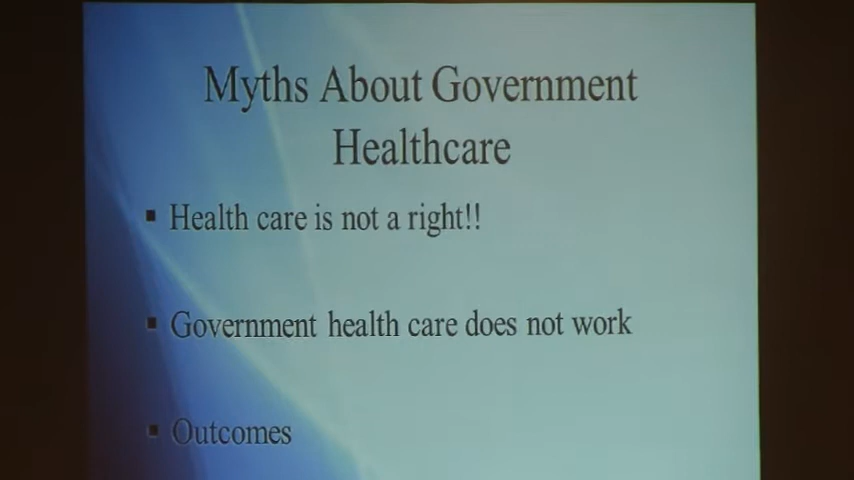 Myths About Government
Healthcare
▪ Health care is not a right!!
▪ Government health care does not work
▪ Outcomes